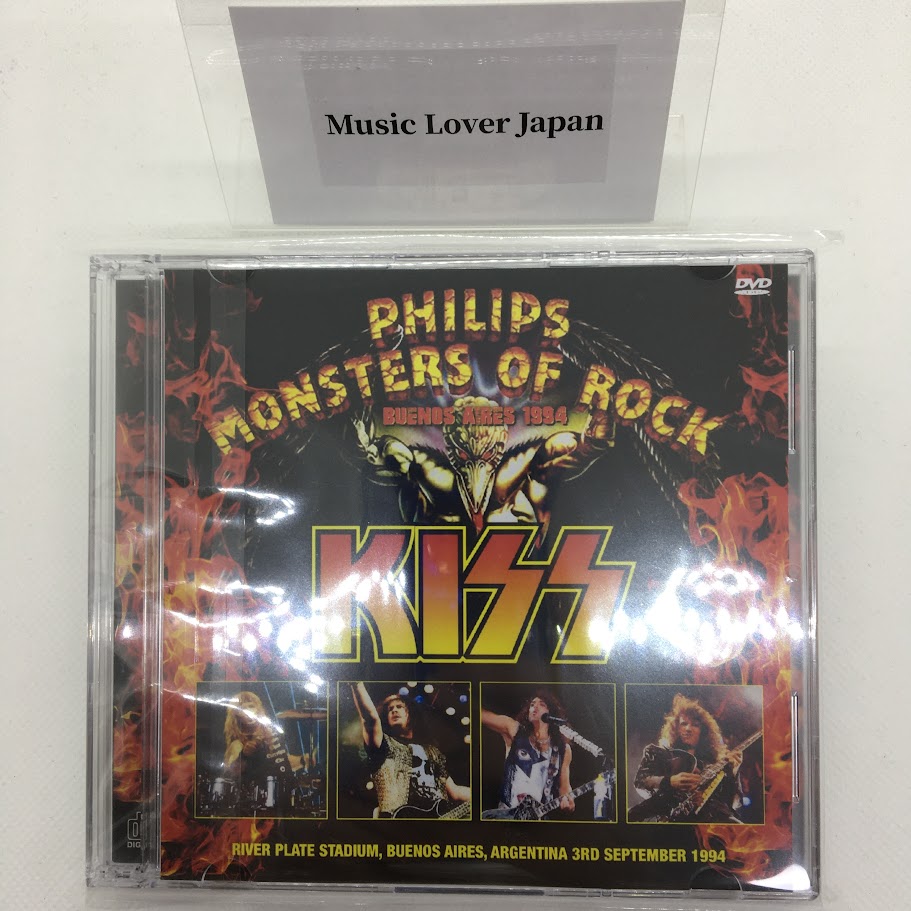 Music Lover Japan
DVD
PHILIPS
MONSTERS OF ROCK
BUENOS AIRES 1994
KISS
RIVER PLATE STADIUM, BUENOS AIRES, ARGENTINA 3RD SEPTEMBER 1994